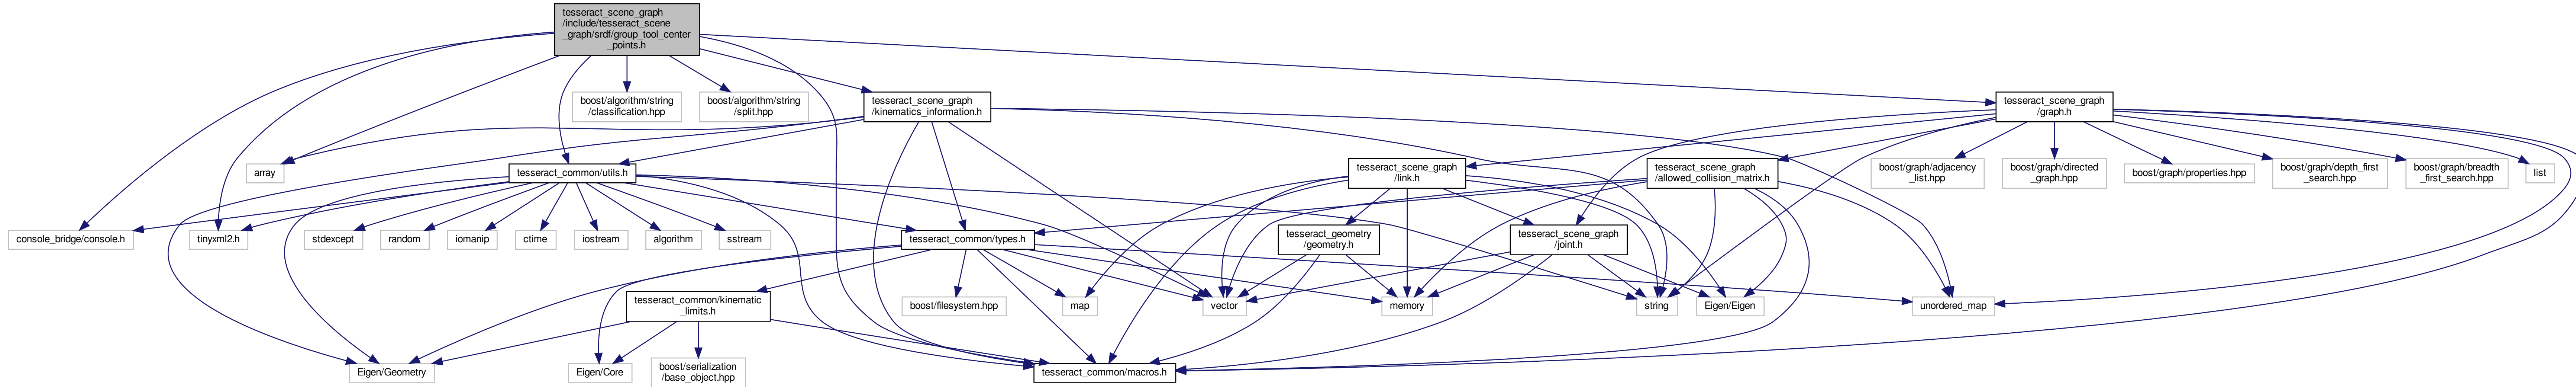 tesseract_scene_graph
/include/tesseract_scene
_graph/srdf/group_tool_center
_points.h
boost/algorithm/string
/classification.hpp
boost/algorithm/string
/split.hpp
tesseract_scene_graph
/kinematics_information.h
tesseract_scene_graph
/graph.h
array
tesseract_common/utils.h
tesseract_scene_graph
/link.h
tesseract_scene_graph
/allowed_collision_matrix.h
boost/graph/adjacency
_list.hpp
boost/graph/directed
_graph.hpp
boost/graph/properties.hpp
boost/graph/depth_first
_search.hpp
boost/graph/breadth
_first_search.hpp
list
console_bridge/console.h
tinyxml2.h
stdexcept
random
iomanip
ctime
iostream
algorithm
sstream
tesseract_common/types.h
tesseract_geometry
/geometry.h
tesseract_scene_graph
/joint.h
tesseract_common/kinematic
_limits.h
boost/filesystem.hpp
map
vector
memory
string
Eigen/Eigen
unordered_map
Eigen/Geometry
Eigen/Core
boost/serialization
/base_object.hpp
tesseract_common/macros.h